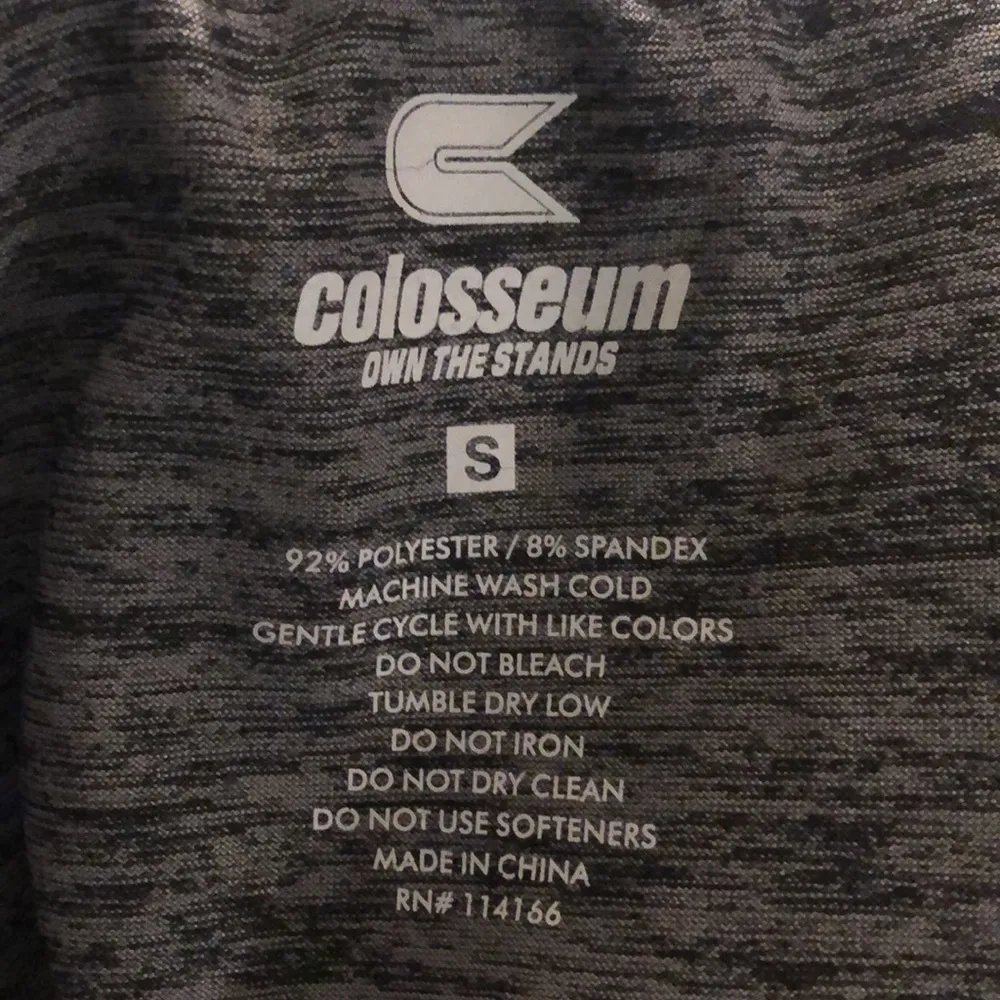 colosseum
OWN THE STANDS
S
92% POLYESTER / 8% SPANDEX
MACHINE WASH COLD
GENTLE CYCLE WITH LIKE COLORS
DO NOT BLEACH
TUMBLE DRY LOW
DO NOT IRON
DO NOT DRY CLEAN
DO NOT USE SOFTENERS
MADE IN CHINA
RN# 114166